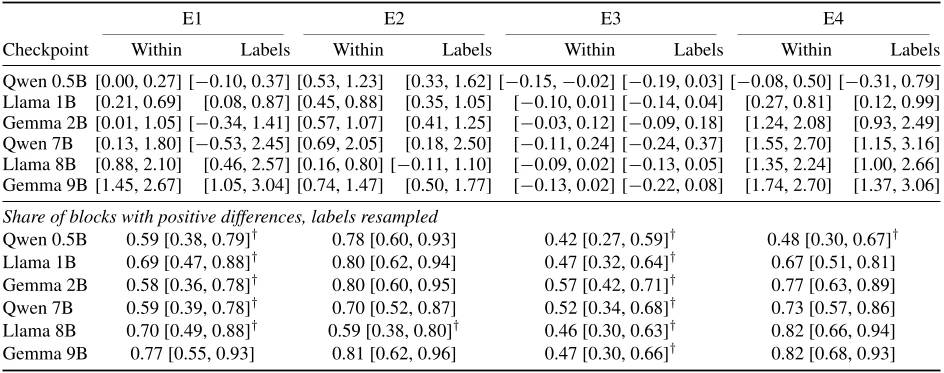 E1 E2 E3 E4
Checkpoint Within Labels Within Labels Within Labels Within Labels
Qwen 0.5B [0.00, 0.27] [−0.10, 0.37] [0.53, 1.23] [0.33, 1.62] [−0.15, −0.02] [−0.19, 0.03] [−0.08, 0.50] [−0.31, 0.79]
Llama 1B [0.21, 0.69] [0.08, 0.87] [0.45, 0.88] [0.35, 1.05] [−0.10, 0.01] [−0.14, 0.04] [0.27, 0.81] [0.12, 0.99]
Gemma 2B [0.01, 1.05] [−0.34, 1.41] [0.57, 1.07] [0.41, 1.25] [−0.03, 0.12] [−0.09, 0.18] [1.24, 2.08] [0.93, 2.49]
Qwen 7B [0.13, 1.80] [−0.53, 2.45] [0.69, 2.05] [0.18, 2.50] [−0.11, 0.24] [−0.24, 0.37] [1.55, 2.70] [1.15, 3.16]
Llama 8B [0.88, 2.10] [0.46, 2.57] [0.16, 0.80] [−0.11, 1.10] [−0.09, 0.02] [−0.13, 0.05] [1.35, 2.24] [1.00, 2.66]
Gemma 9B [1.45, 2.67] [1.05, 3.04] [0.74, 1.47] [0.50, 1.77] [−0.13, 0.02] [−0.22, 0.08] [1.74, 2.70] [1.37, 3.06]
Share of blocks with positive differences, labels resampled
Qwen 0.5B 0.59 [0.38, 0.79]† 0.78 [0.60, 0.93] 0.42 [0.27, 0.59]† 0.48 [0.30, 0.67]†
Llama 1B 0.69 [0.47, 0.88]† 0.80 [0.62, 0.94] 0.47 [0.32, 0.64]† 0.67 [0.51, 0.81]
Gemma 2B 0.58 [0.36, 0.78]† 0.80 [0.60, 0.95] 0.57 [0.42, 0.71]† 0.77 [0.63, 0.89]
Qwen 7B 0.59 [0.39, 0.78]† 0.70 [0.52, 0.87] 0.52 [0.34, 0.68]† 0.73 [0.57, 0.86]
Llama 8B 0.70 [0.49, 0.88]† 0.59 [0.38, 0.80]† 0.46 [0.30, 0.63]† 0.82 [0.66, 0.94]
Gemma 9B 0.77 [0.55, 0.93] 0.81 [0.62, 0.96] 0.47 [0.30, 0.66]† 0.82 [0.68, 0.93]